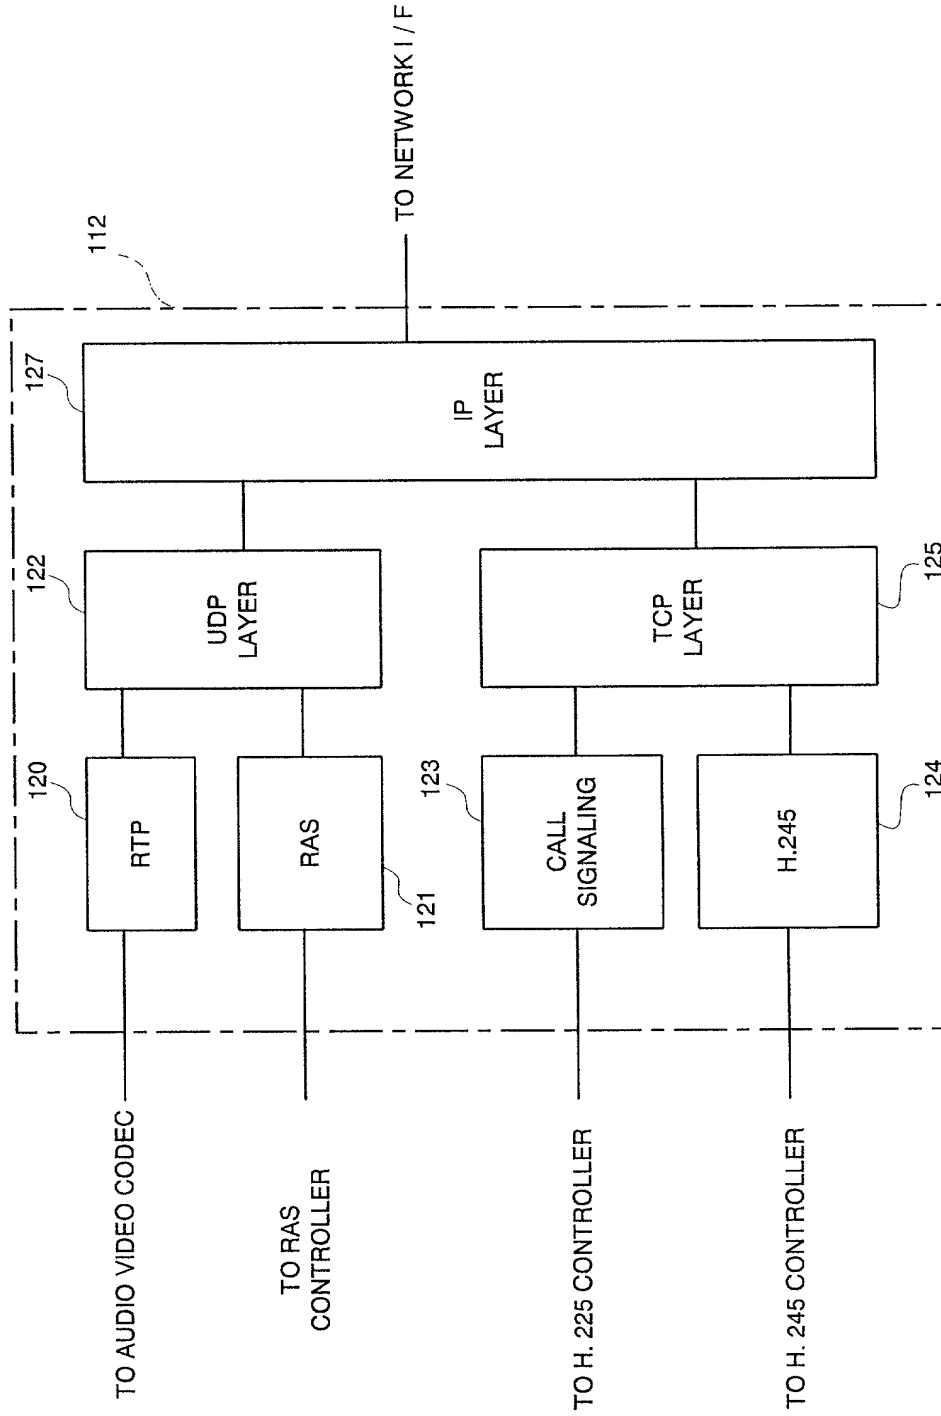 TO NETWORK I / F
112
127
IP
LAYER
122
UDP
LAYER
TCP
LAYER
125
120
RTP
RAS
121
123
CALL
SIGNALING
H.245
124
TO AUDIO VIDEO CODEC
TO RAS
CONTROLLER
TO H. 225 CONTROLLER
TO H. 245 CONTROLLER